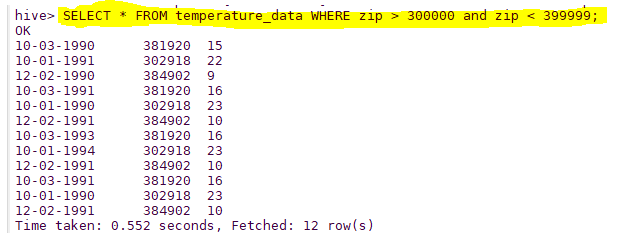 hive> SELECT * FROM temperature_data WHERE zip > 300000 and zip < 399999;
OK
10-03-1990 381920 15
10-01-1991 302918 22
12-02-1990 384902 9
10-03-1991 381920 16
10-01-1990 302918 23
12-02-1991 384902 10
10-03-1993 381920 16
10-01-1994 302918 23
12-02-1991 384902 10
10-03-1991 381920 16
10-01-1990 302918 23
12-02-1991 384902 10
Time taken: 0.552 seconds, Fetched: 12 row(s)